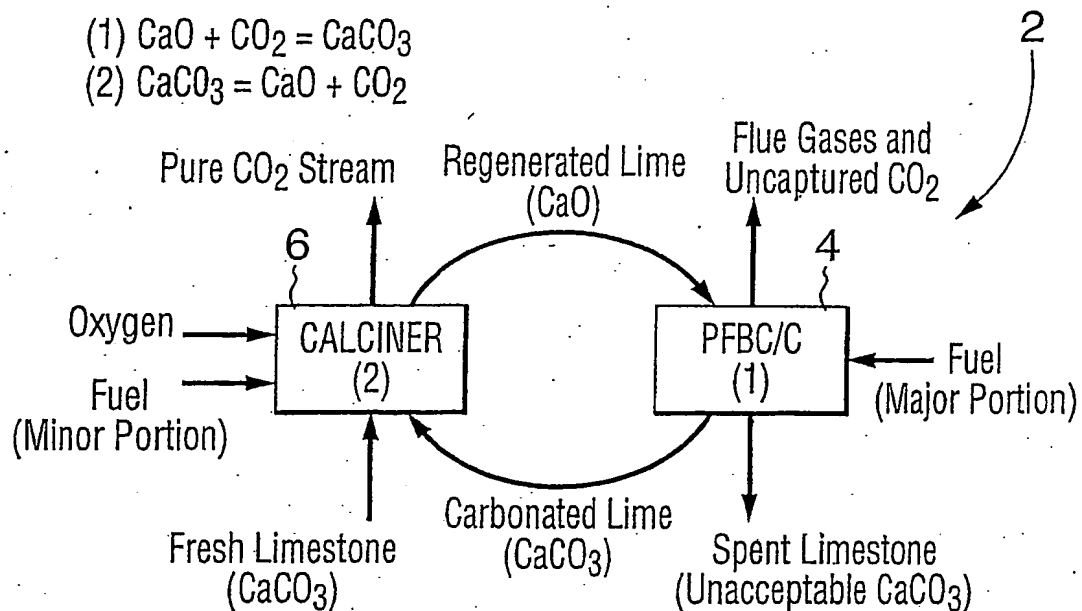 (1) CaO + CO₂ = CaCO₃
(2) CaCO₃ = CaO + CO₂
2
Pure CO₂ Stream
Regenerated Lime
(CaO)
Flue Gases and
Uncaptured CO₂
6
4
Oxygen
Fuel
(Minor Portion)
CALCINER
(2)
PFBC/C
(1)
Fuel
(Major Portion)
Fresh Limestone
(CaCO₃)
Carbonated Lime
(CaCO₃)
Spent Limestone
(Unacceptable CaCO₃)